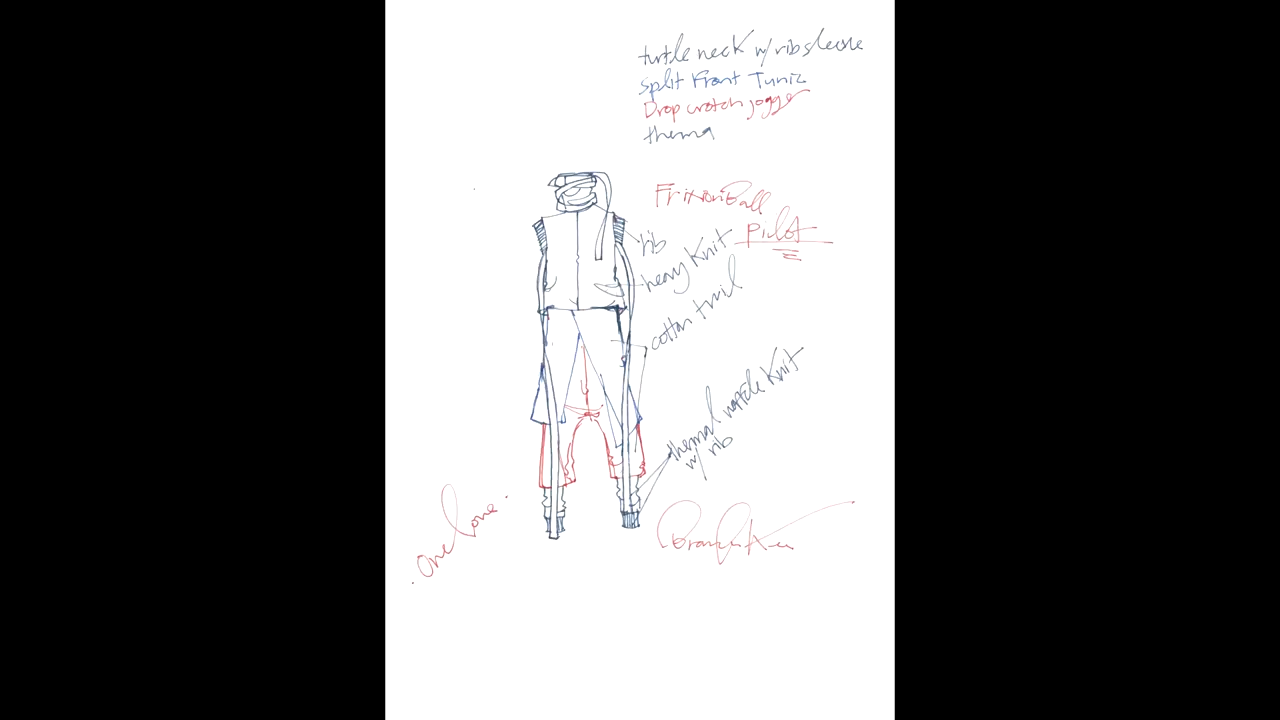 turtle neck w/ rib sleeve
split Front Tunic
Drop crotch jogger
therma
FrixionBall
pilot
rib
heavy Knit
cotton twil
thermal waffle Knit
w/ rib
one love